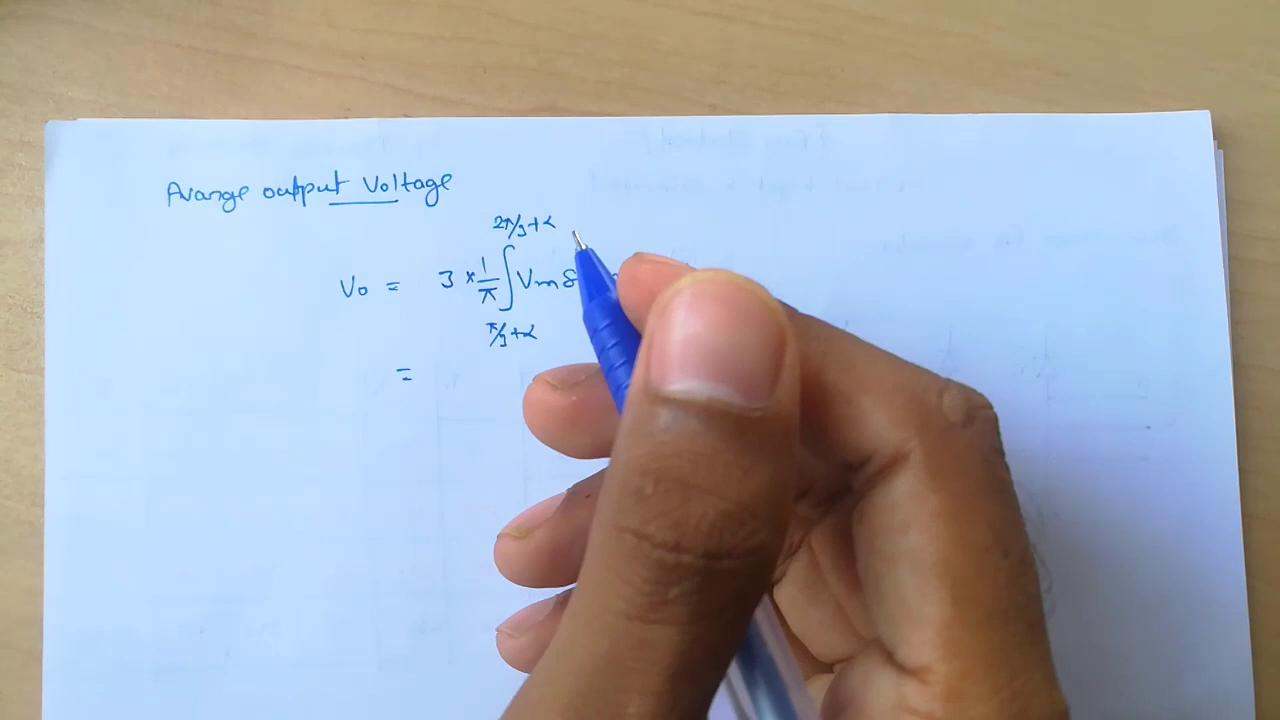 Avarage output Voltage
2π/3+α
Vo = 3 × 1/π ∫ Vm S
π/3+α
=